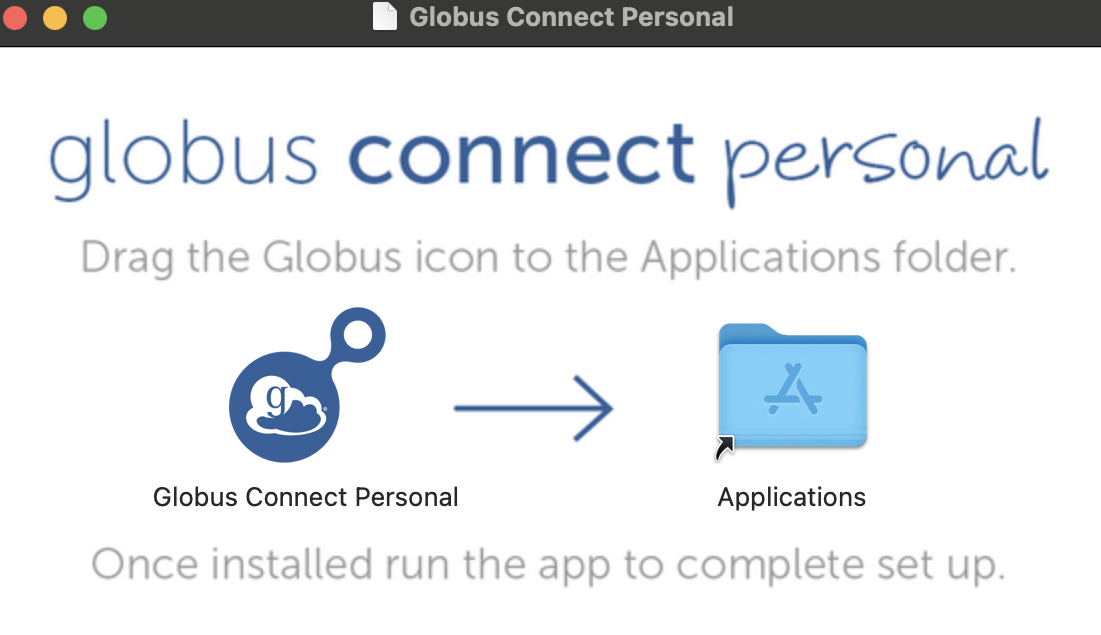 Globus Connect Personal
globus connect personal
Drag the Globus icon to the Applications folder.
g
Globus Connect Personal
Applications
Once installed run the app to complete set up.